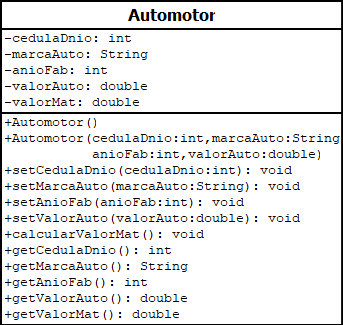 Automotor
-cedulaDnio: int
-marcaAuto: String
-anioFab: int
-valorAuto: double
-valorMat: double
+Automotor()
+Automotor(cedulaDnio:int,marcaAuto:String
anioFab:int,valorAuto:double)
+setCedulaDnio(cedulaDnio:int): void
+setMarcaAuto(marcaAuto:String): void
+setAnioFab(anioFab:int): void
+setValorAuto(valorAuto:double): void
+calcularValorMat(): void
+getCedulaDnio(): int
+getMarcaAuto(): String
+getAnioFab(): int
+getValorAuto(): double
+getValorMat(): double